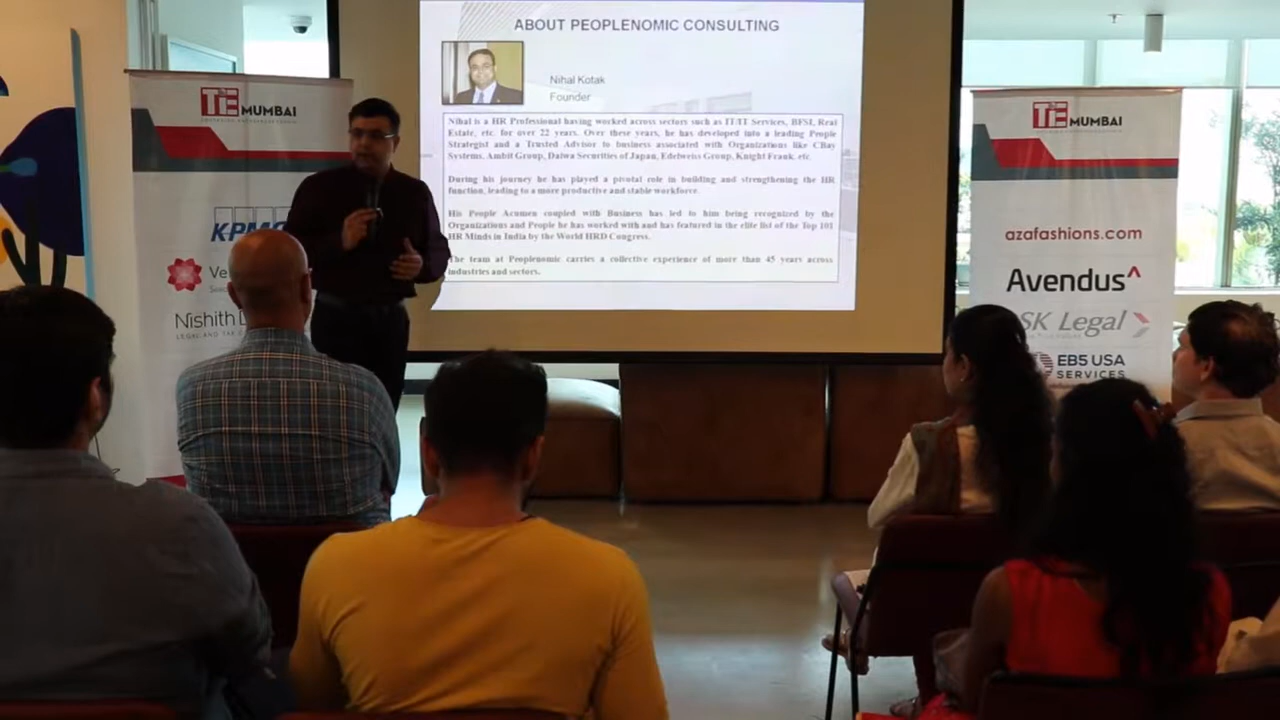 ABOUT PEOPLENOMIC CONSULTING
Nihal Kotak
Founder
Nihal is a HR Professional having worked across sectors such as IT/IT Services, BFSI, Real
Estate, etc. for over 22 years. Over these years, he has developed into a leading People
Strategist and a Trusted Advisor to business associated with Organizations like CBay
Systems, Ambit Group, Daiwa Securities of Japan, Edelweiss Group, Knight Frank, etc.
During his journey he has played a pivotal role in building and strengthening the HR
function, leading to a more productive and stable workforce.
His People Acumen coupled with Business has led to him being recognized by the
Organizations and People he has worked with and has featured in the elite list of the Top 101
HR Minds in India by the World HRD Congress.
The team at Peoplenomic carries a collective experience of more than 45 years across
industries and sectors.
TiE MUMBAI
KPMG
Nishith
LEGAL AND TAX
TiE MUMBAI
azafashions.com
Avendus^
SK Legal
EB5 USA
SERVICES